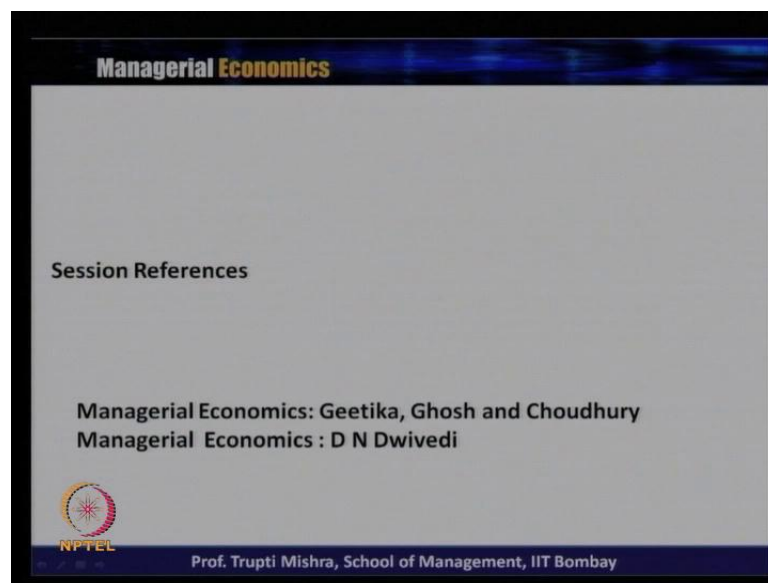 Managerial Economics
Session References
Managerial Economics: Geetika, Ghosh and Choudhury
Managerial Economics : D N Dwivedi
NPTEL
Prof. Trupti Mishra, School of Management, IIT Bombay